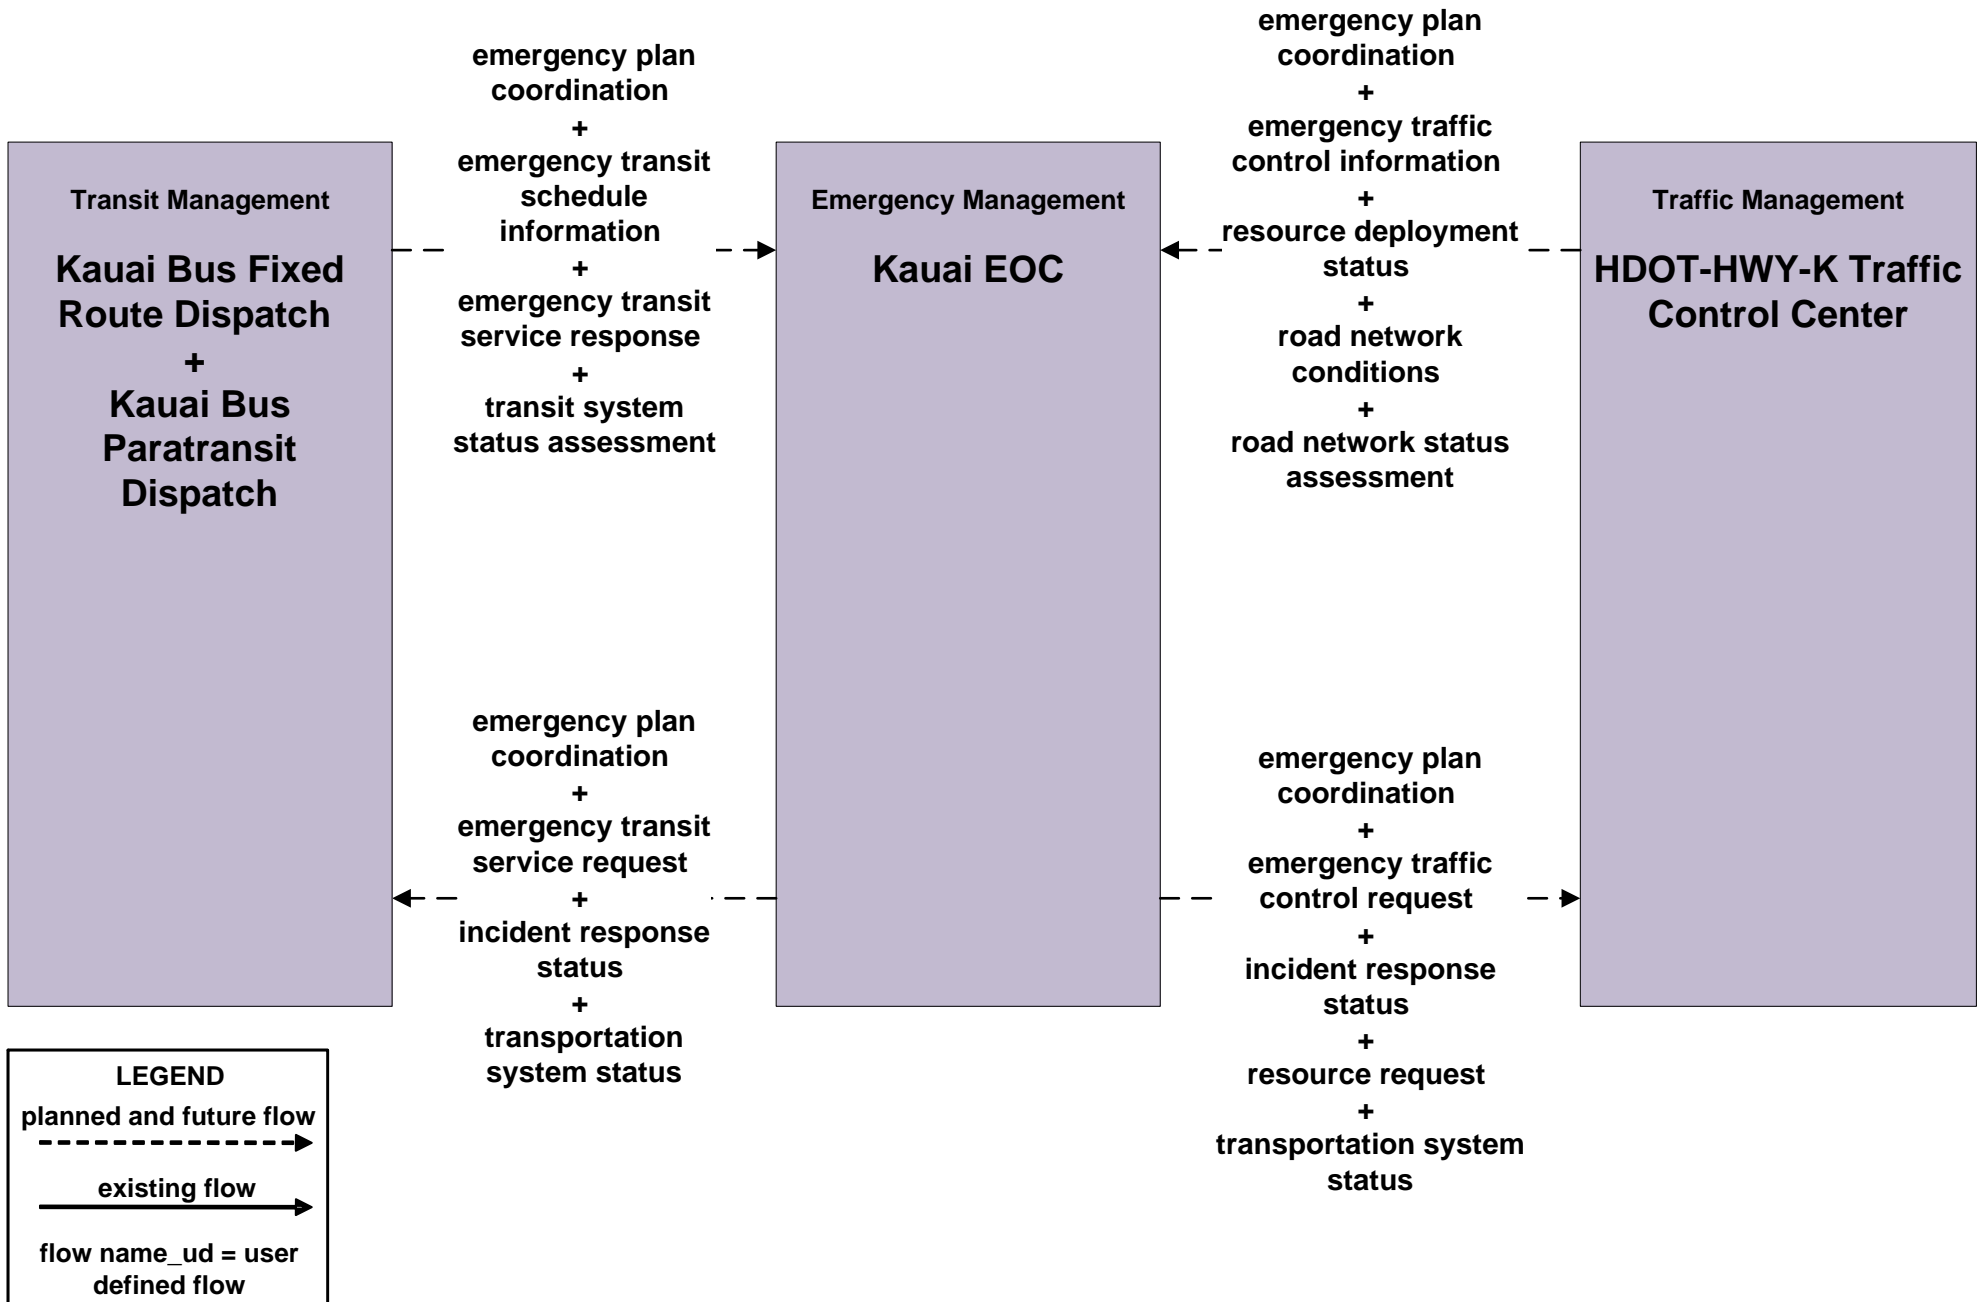 emergency plan
coordination
+
emergency transit
schedule
information
+
emergency transit
service response
+
transit system
status assessment
emergency plan
coordination
+
emergency traffic
control information
+
resource deployment
status
+
road network
conditions
+
road network status
assessment
Transit Management
Kauai Bus Fixed
Route Dispatch
+
Kauai Bus
Paratransit
Dispatch
Emergency Management
Kauai EOC
Traffic Management
HDOT-HWY-K Traffic
Control Center
emergency plan
coordination
+
emergency transit
service request
+
incident response
status
+
transportation
system status
emergency plan
coordination
+
emergency traffic
control request
+
incident response
status
+
resource request
+
transportation system
status
LEGEND
planned and future flow
existing flow
flow name_ud = user
defined flow